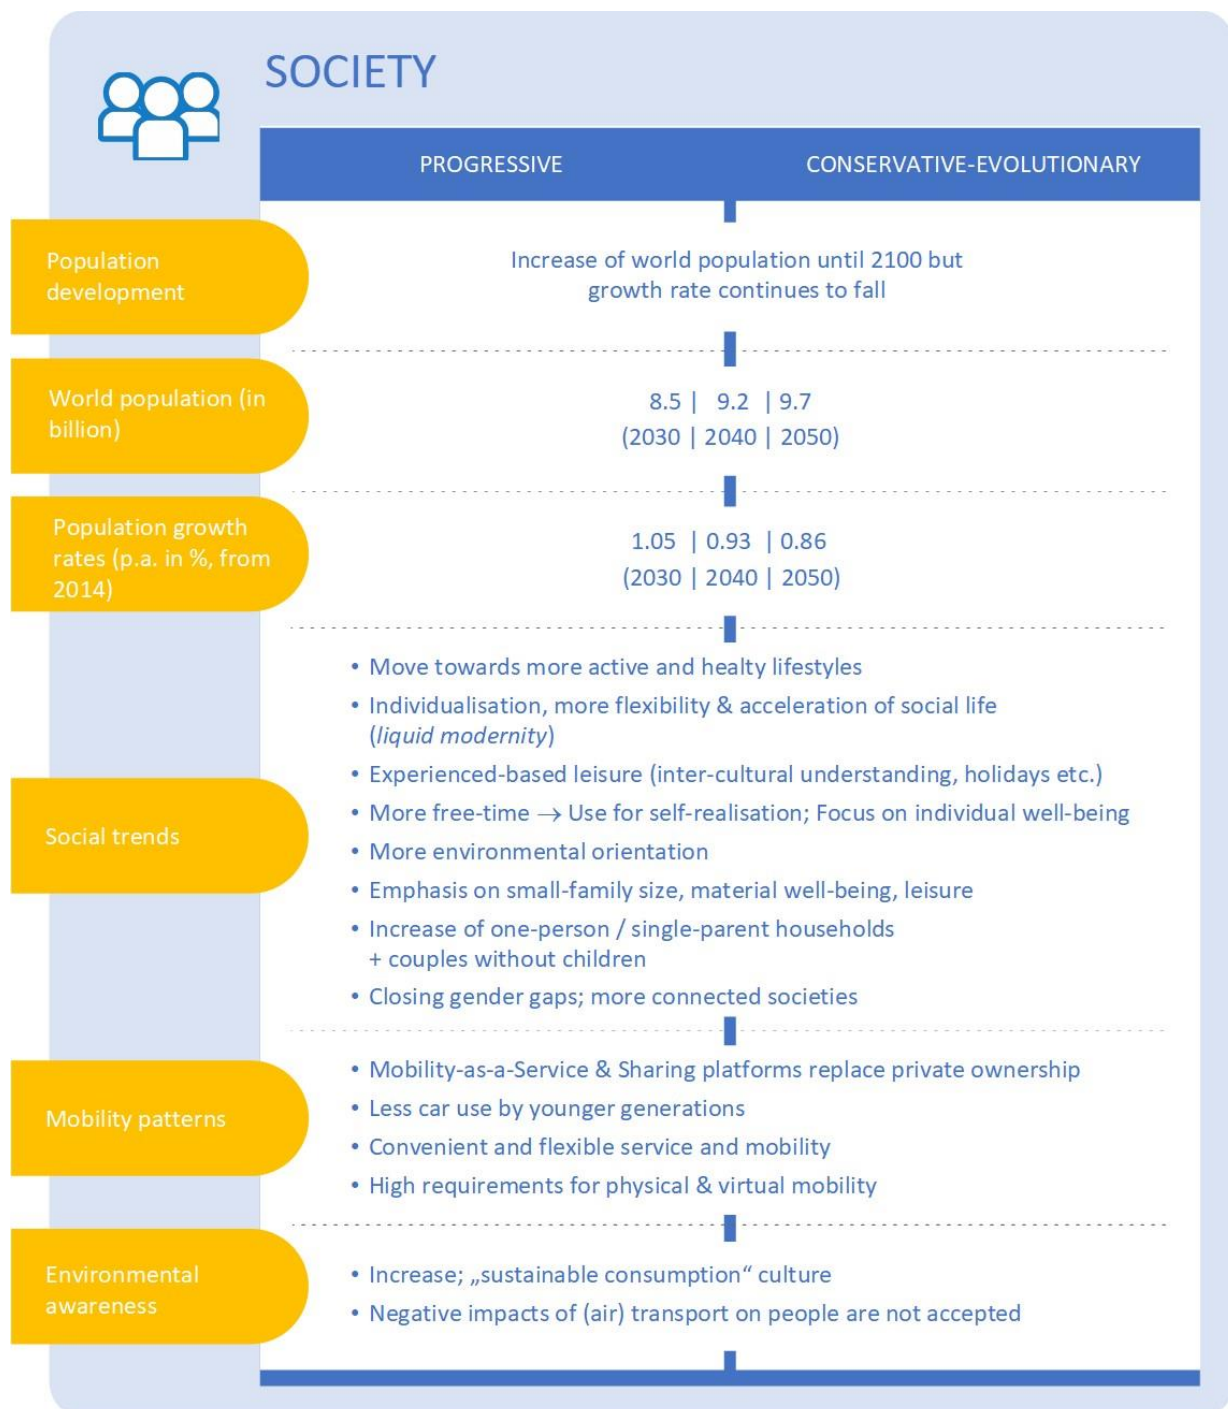 SOCIETY
PROGRESSIVE
CONSERVATIVE-EVOLUTIONARY
Population
development
Increase of world population until 2100 but
growth rate continues to fall
World population (in
billion)
8.5 | 9.2 | 9.7
(2030 | 2040 | 2050)
Population growth
rates (p.a. in %, from
2014)
1.05 | 0.93 | 0.86
(2030 | 2040 | 2050)
Social trends
• Move towards more active and healty lifestyles
• Individualisation, more flexibility & acceleration of social life
(liquid modernity)
• Experienced-based leisure (inter-cultural understanding, holidays etc.)
• More free-time → Use for self-realisation; Focus on individual well-being
• More environmental orientation
• Emphasis on small-family size, material well-being, leisure
• Increase of one-person / single-parent households
+ couples without children
• Closing gender gaps; more connected societies
Mobility patterns
• Mobility-as-a-Service & Sharing platforms replace private ownership
• Less car use by younger generations
• Convenient and flexible service and mobility
• High requirements for physical & virtual mobility
Environmental
awareness
• Increase; „sustainable consumption“ culture
• Negative impacts of (air) transport on people are not accepted